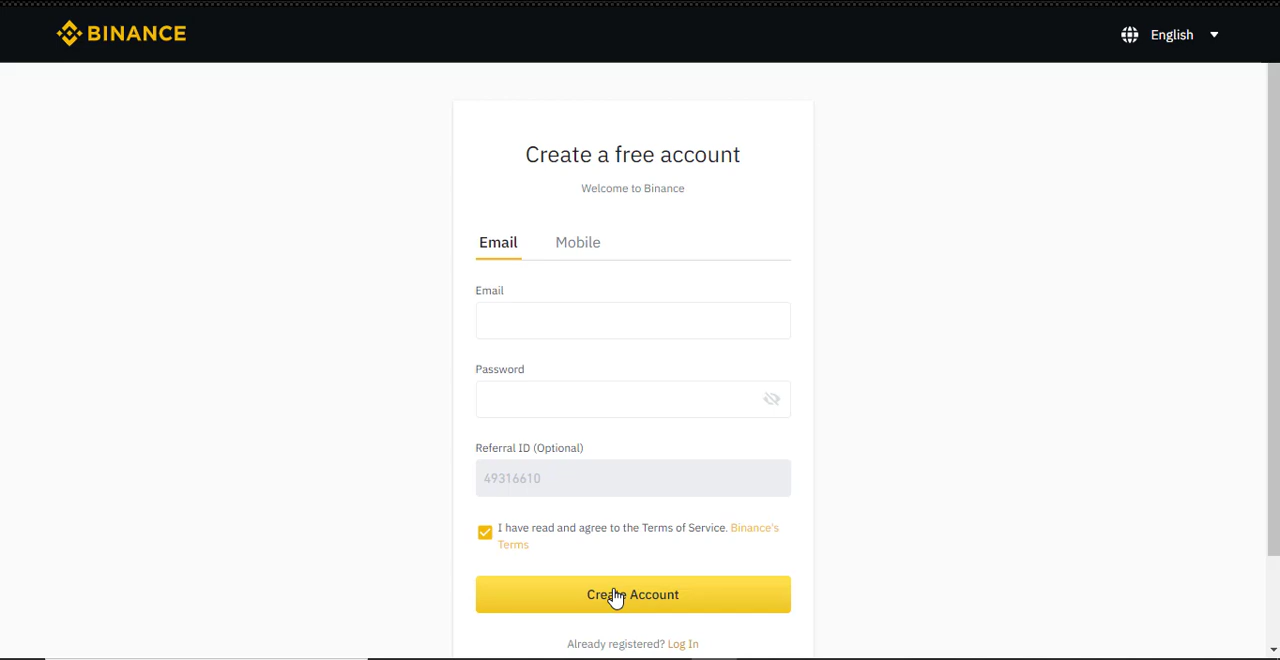 BINANCE
English
Create a free account
Welcome to Binance
Email Mobile
Email
Password
Referral ID (Optional)
49316610
I have read and agree to the Terms of Service. Binance's
Terms
Create Account
Already registered? Log In